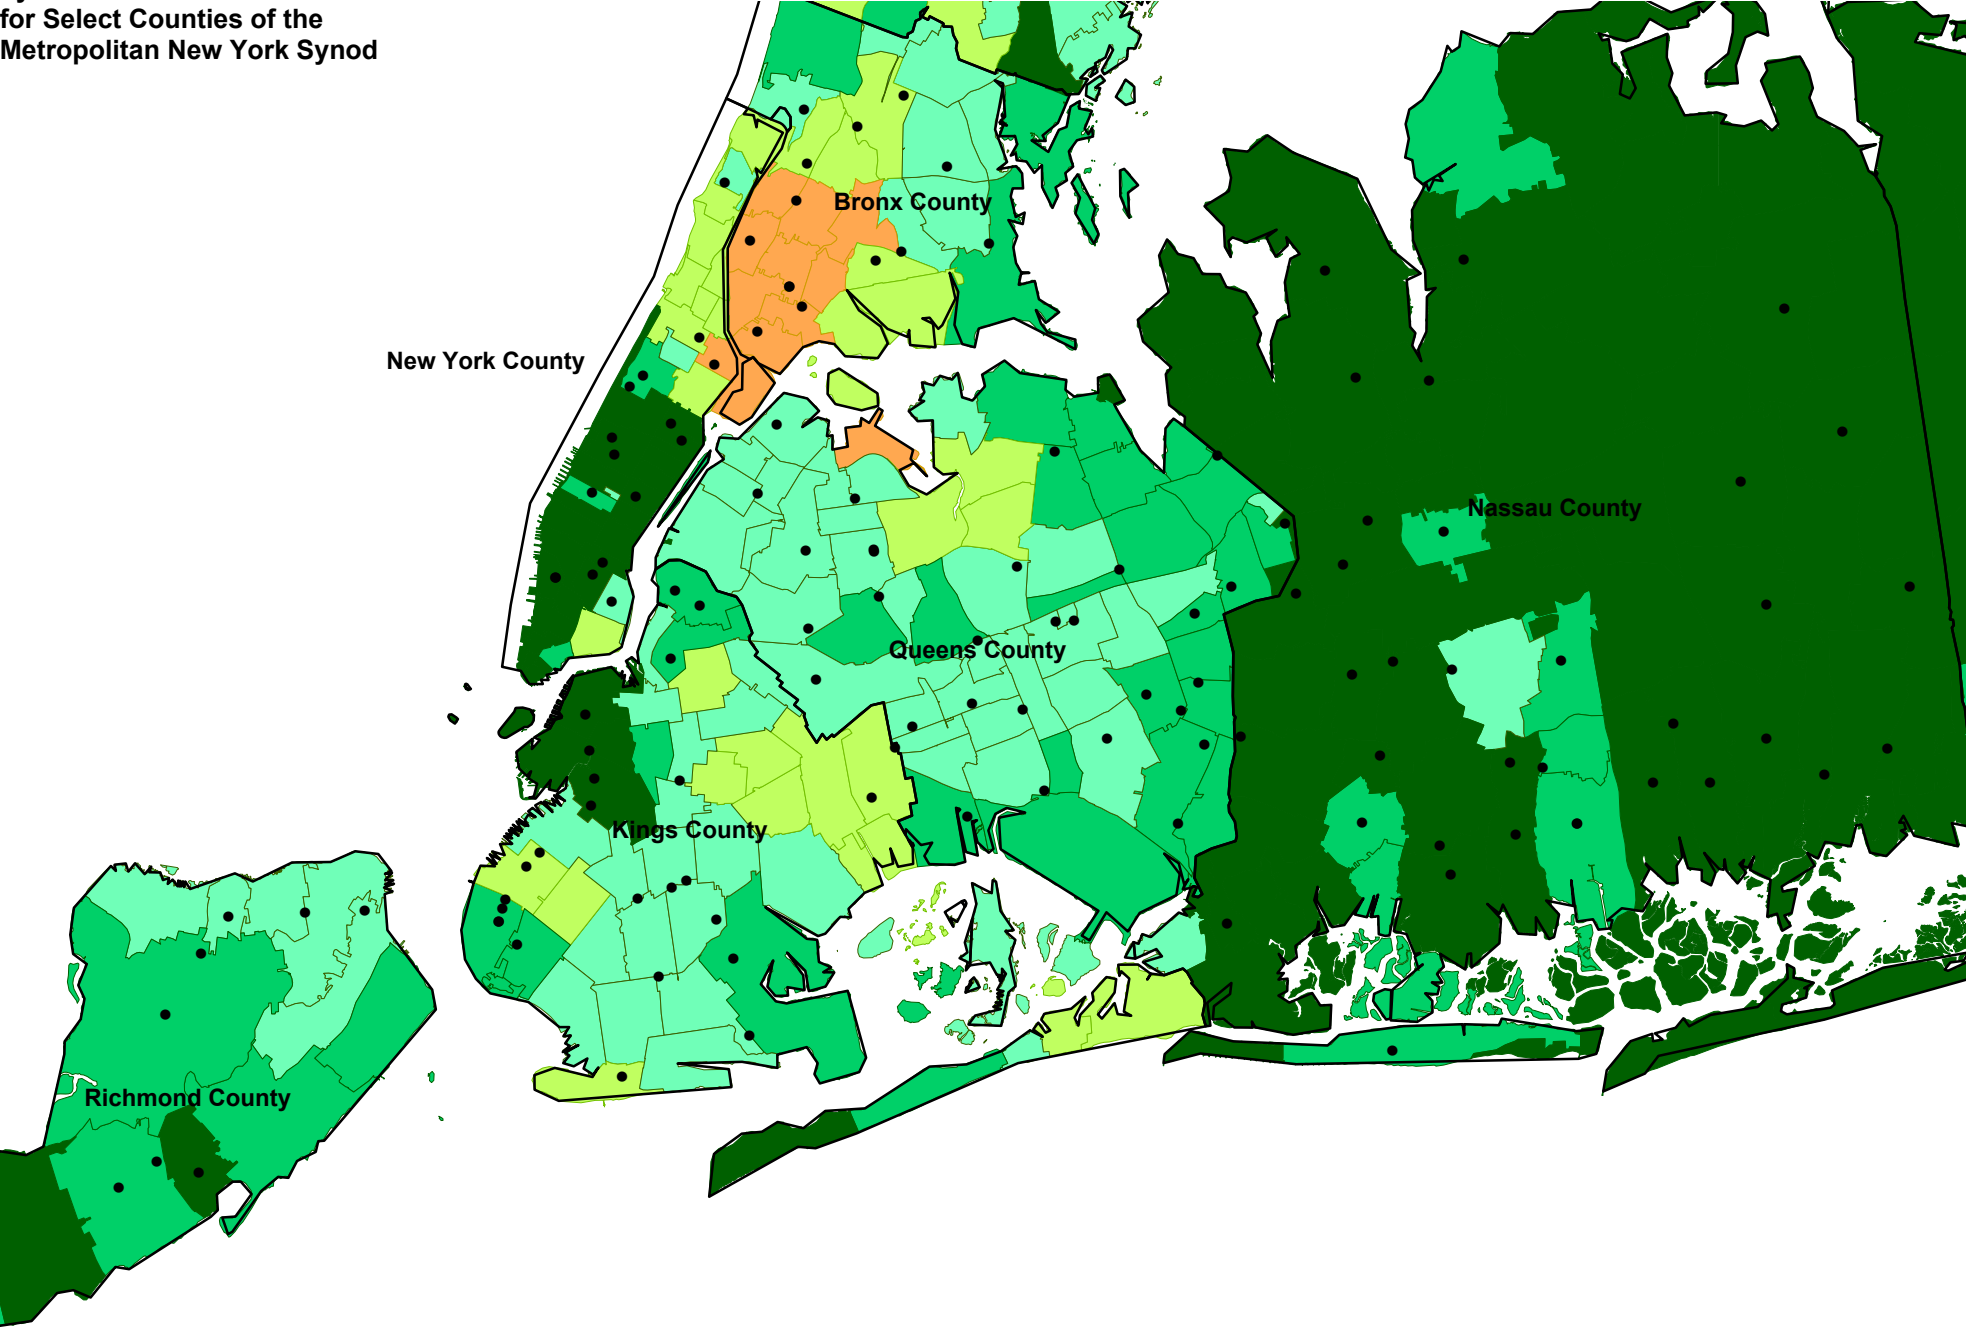 for Select Counties of the
Metropolitan New York Synod
Bronx County
New York County
Nassau County
Queens County
Kings County
Richmond County